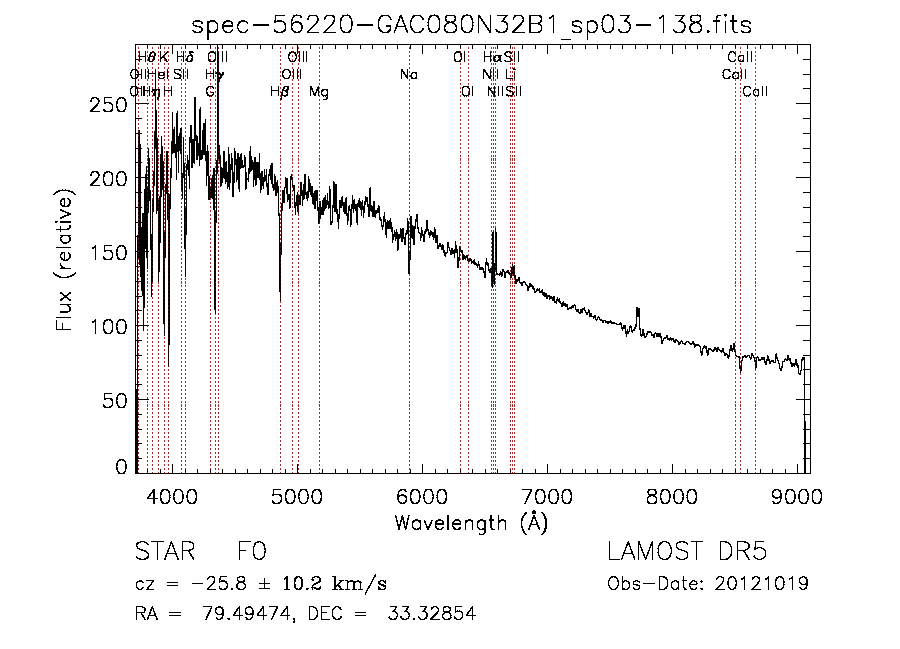 spec-56220-GAC080N32B1_sp03-138.fits
Hθ K Hδ OIII OIII OI Hα SII CaII
OII HeI SII Hγ OIII Na NII Li CaII
OII Hη H G Hβ Mg OI NII SII CaII
250
200
150
100
50
0
Flux (relative)
4000 5000 6000 7000 8000 9000
Wavelength (Å)
STAR F0 LAMOST DR5
cz = -25.8 ± 10.2 km/s Obs-Date: 20121019
RA = 79.49474, DEC = 33.32854